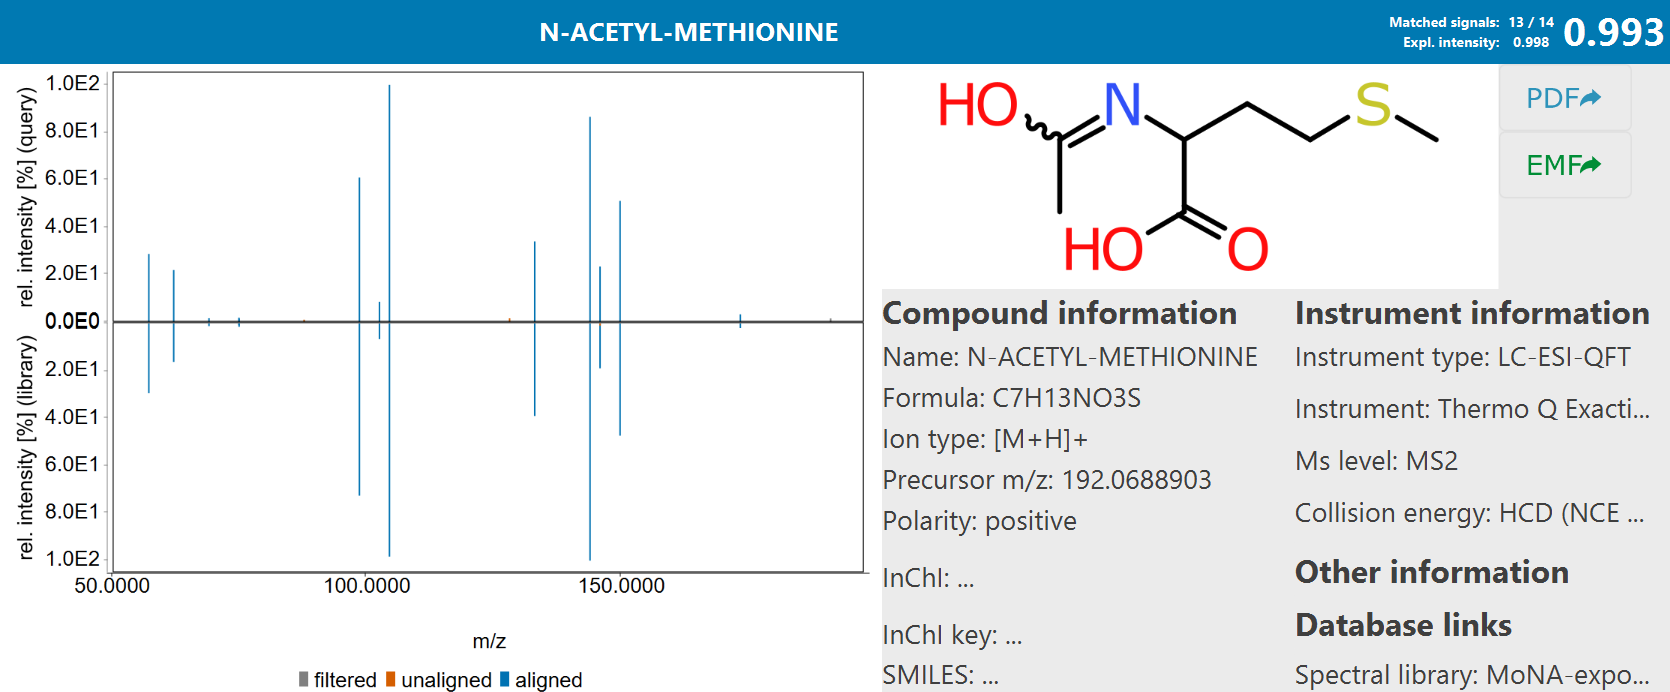 N-ACETYL-METHIONINE
Matched signals: 13 / 14
Expl. intensity: 0.998
0.993
rel. intensity [%] (query)
1.0E2
8.0E1
6.0E1
4.0E1
2.0E1
0.0E0
rel. intensity [%] (library)
2.0E1
4.0E1
6.0E1
8.0E1
1.0E2
50.0000 100.0000 150.0000
m/z
filtered unaligned aligned
HO N S
HO O
PDF
EMF
Compound information
Name: N-ACETYL-METHIONINE
Formula: C7H13NO3S
Ion type: [M+H]+
Precursor m/z: 192.0688903
Polarity: positive
InChI: ...
InChI key: ...
SMILES: ...
Instrument information
Instrument type: LC-ESI-QFT
Instrument: Thermo Q Exacti...
Ms level: MS2
Collision energy: HCD (NCE ...
Other information
Database links
Spectral library: MoNA-expo...